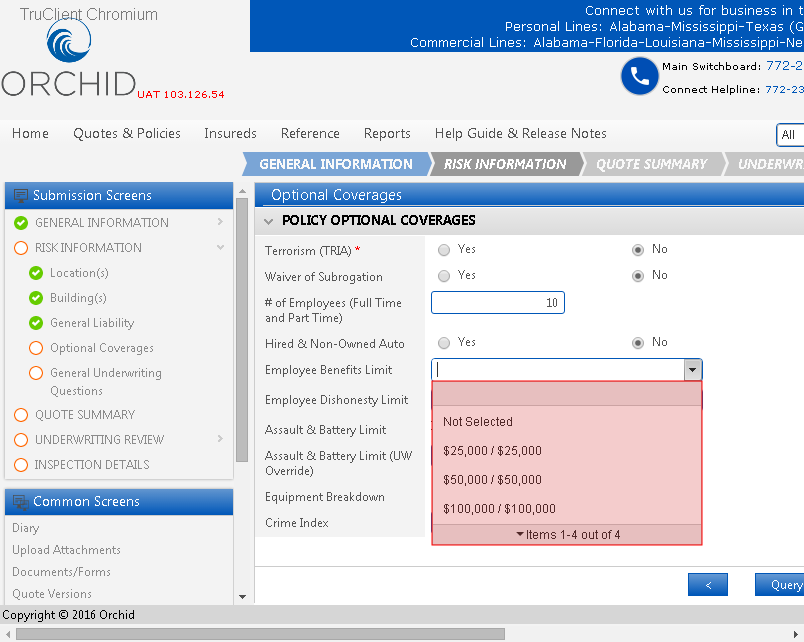 TruClient Chromium
ORCHID
UAT 103.126.54
Connect with us for business in t
Personal Lines: Alabama-Mississippi-Texas (G
Commercial Lines: Alabama-Florida-Louisiana-Mississippi-Ne
Main Switchboard: 772-2
Connect Helpline: 772-23
Home Quotes & Policies Insureds Reference Reports Help Guide & Release Notes All
GENERAL INFORMATION RISK INFORMATION QUOTE SUMMARY UNDERWR
Submission Screens
GENERAL INFORMATION
RISK INFORMATION
Location(s)
Building(s)
General Liability
Optional Coverages
General Underwriting
Questions
QUOTE SUMMARY
UNDERWRITING REVIEW
INSPECTION DETAILS
Common Screens
Diary
Upload Attachments
Documents/Forms
Quote Versions
Optional Coverages
POLICY OPTIONAL COVERAGES
Terrorism (TRIA) * Yes No
Waiver of Subrogation Yes No
# of Employees (Full Time
and Part Time) 10
Hired & Non-Owned Auto Yes No
Employee Benefits Limit
Employee Dishonesty Limit
Assault & Battery Limit
Assault & Battery Limit (UW
Override)
Equipment Breakdown
Crime Index
Not Selected
$25,000 / $25,000
$50,000 / $50,000
$100,000 / $100,000
Items 1-4 out of 4
< Query
Copyright © 2016 Orchid